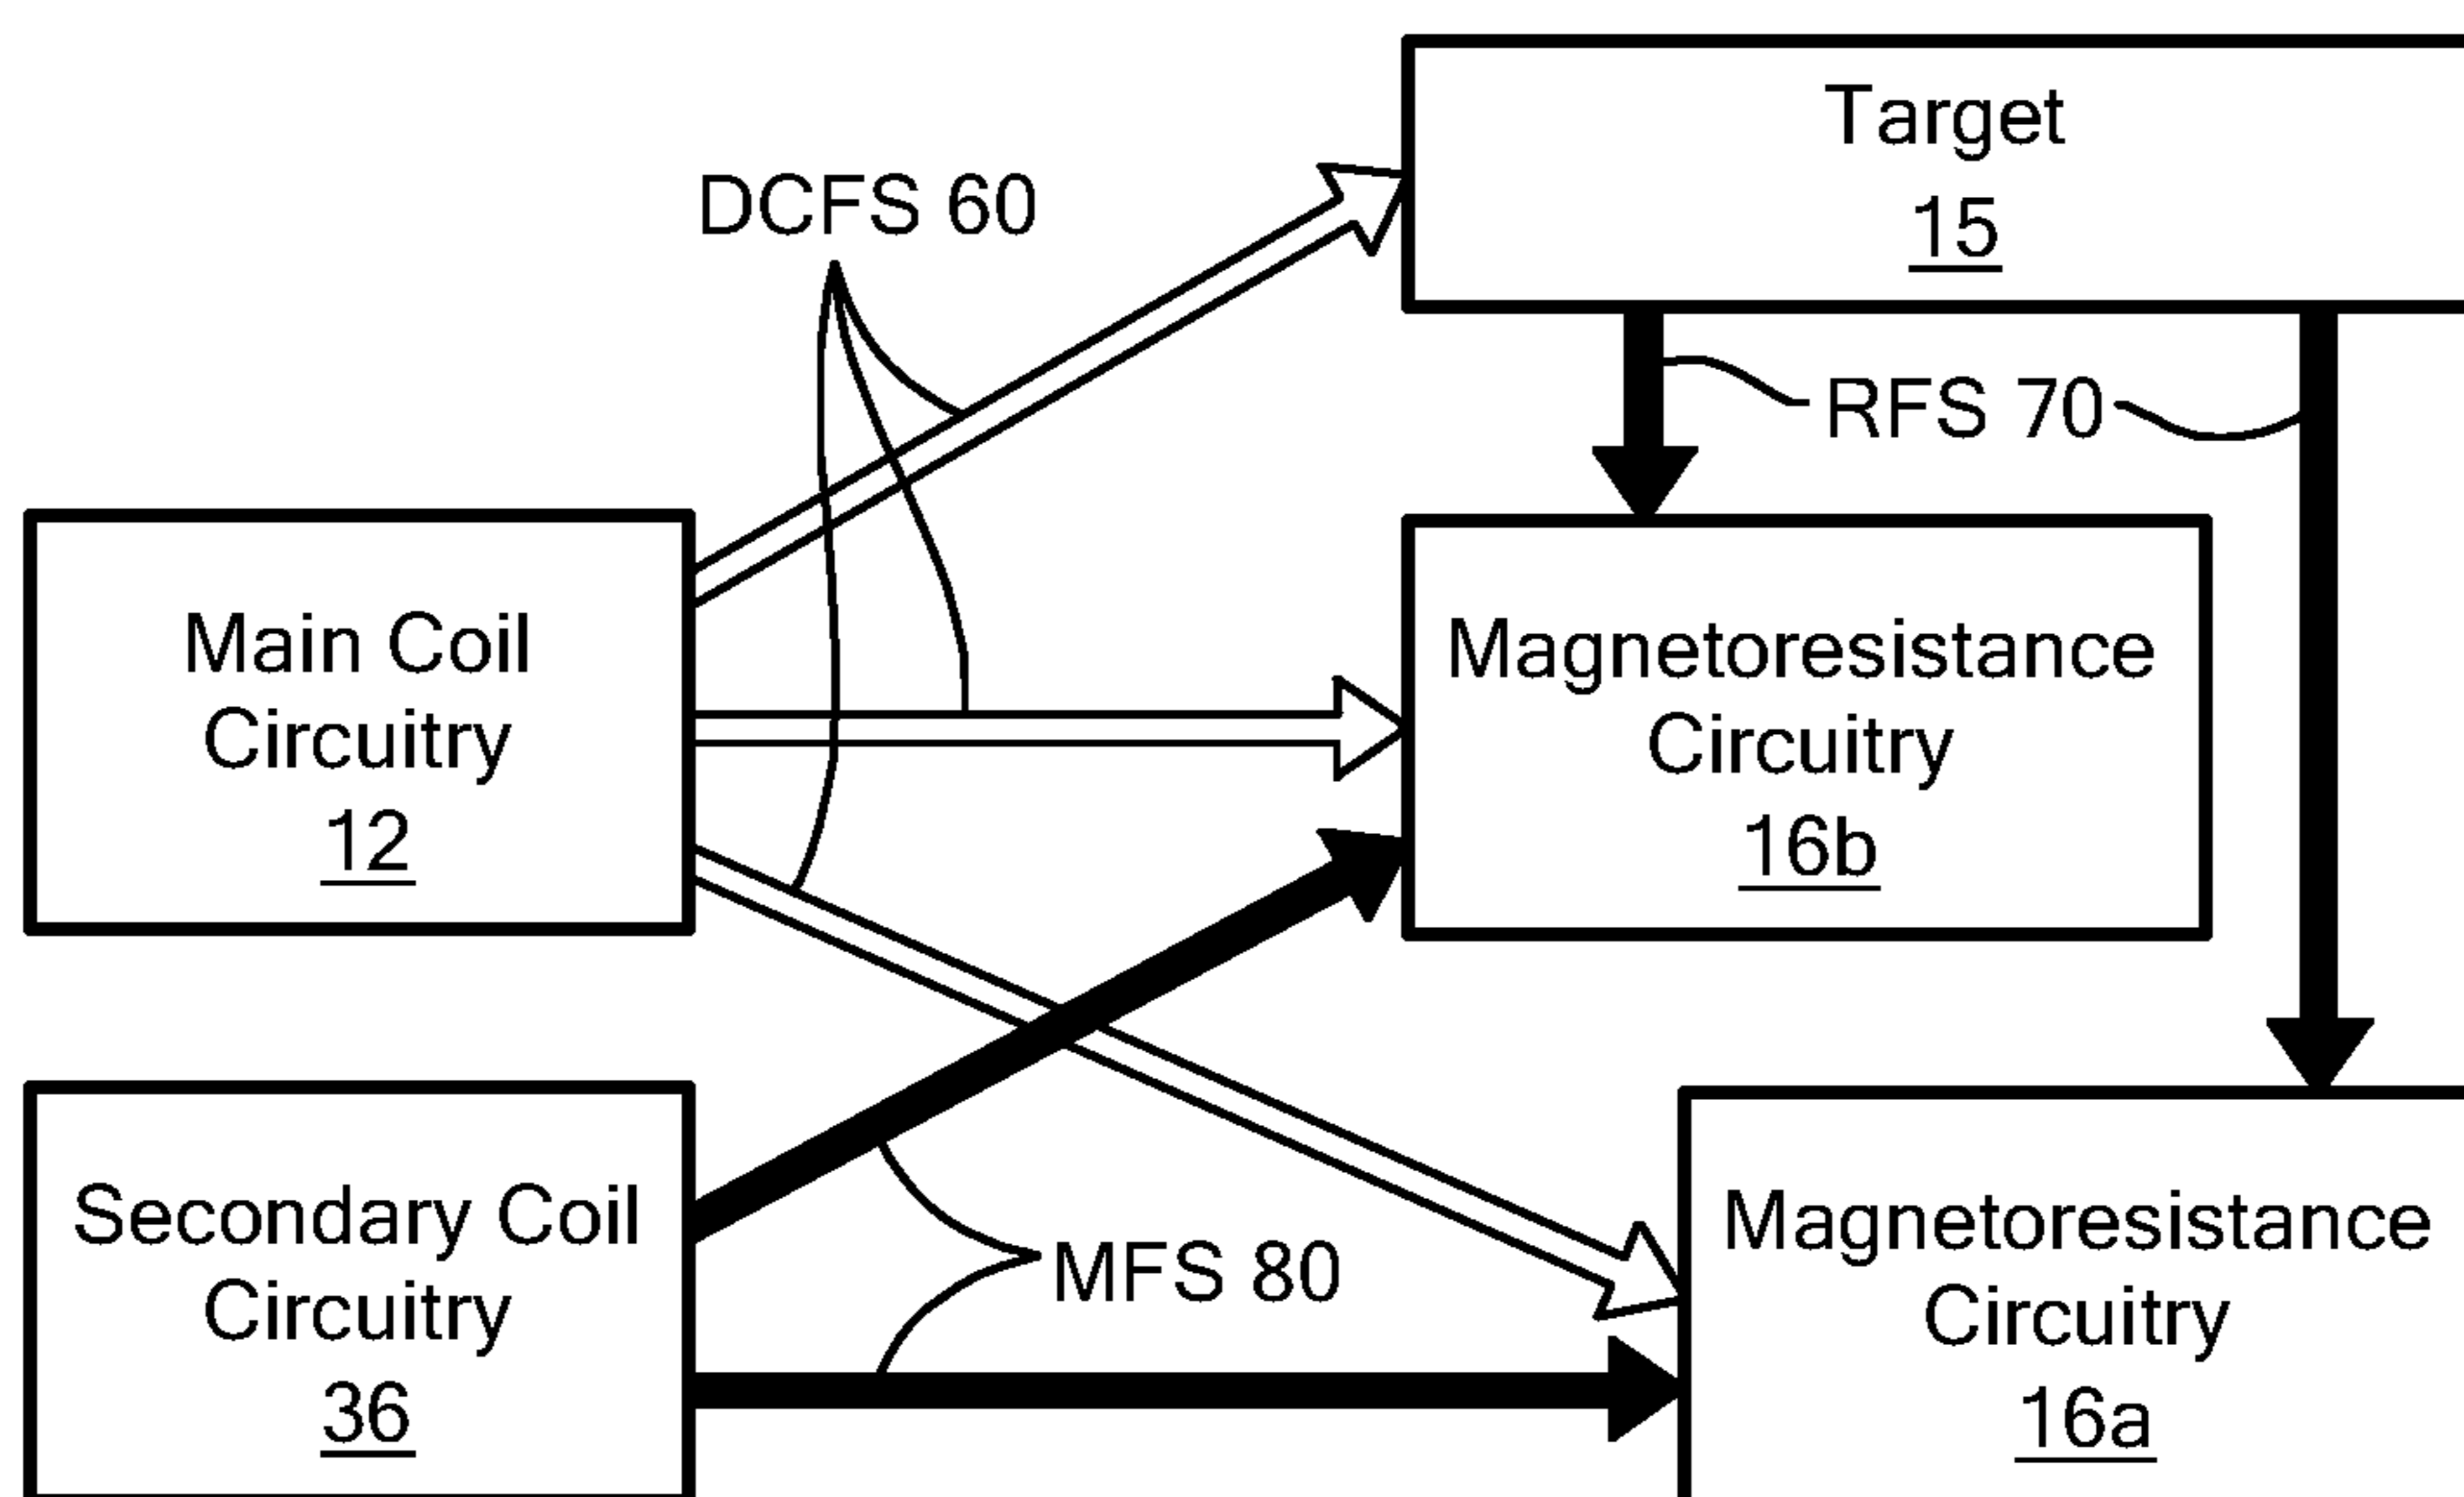 Target
15
DCFS 60
RFS 70
Main Coil
Circuitry
12
Magnetoresistance
Circuitry
16b
Secondary Coil
Circuitry
36
MFS 80
Magnetoresistance
Circuitry
16a